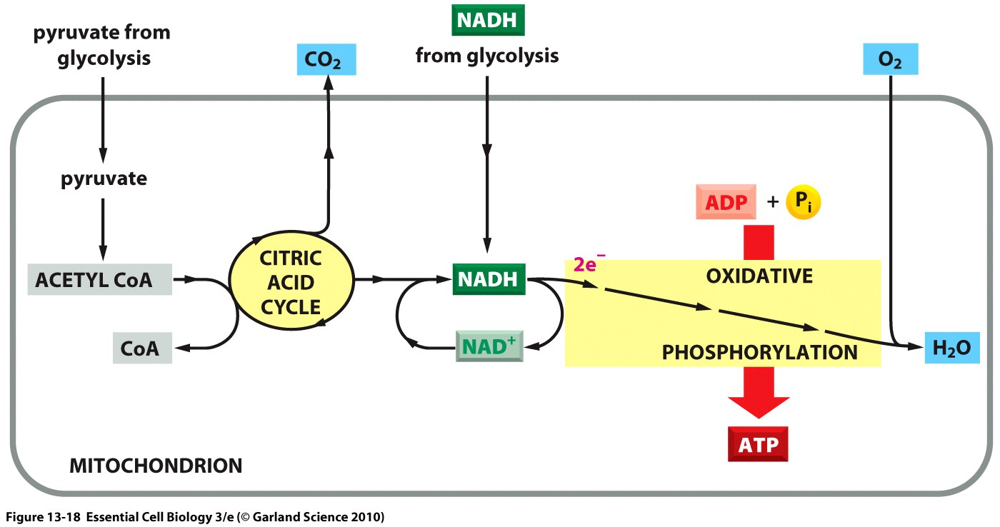 NADH
pyruvate from
glycolysis
CO₂
from glycolysis
O₂
pyruvate
ADP + Pᵢ
2e⁻
CITRIC
ACID
CYCLE
ACETYL CoA
NADH
OXIDATIVE
CoA
NAD⁺
PHOSPHORYLATION
H₂O
ATP
MITOCHONDRION
Figure 13-18 Essential Cell Biology 3/e (© Garland Science 2010)